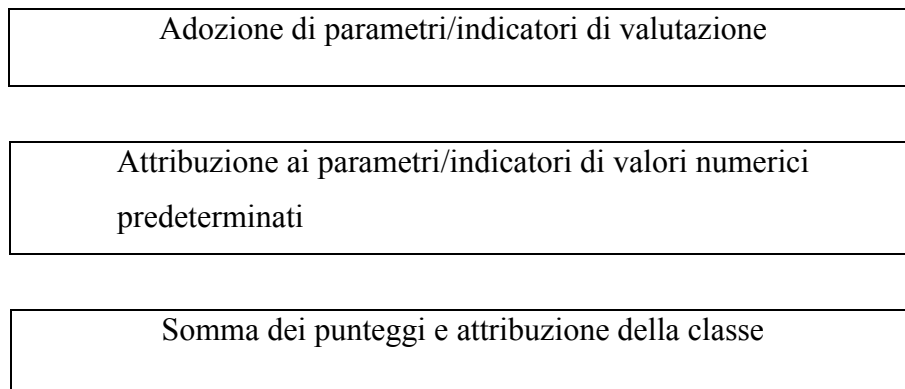 Adozione di parametri/indicatori di valutazione
Attribuzione ai parametri/indicatori di valori numerici
predeterminati
Somma dei punteggi e attribuzione della classe